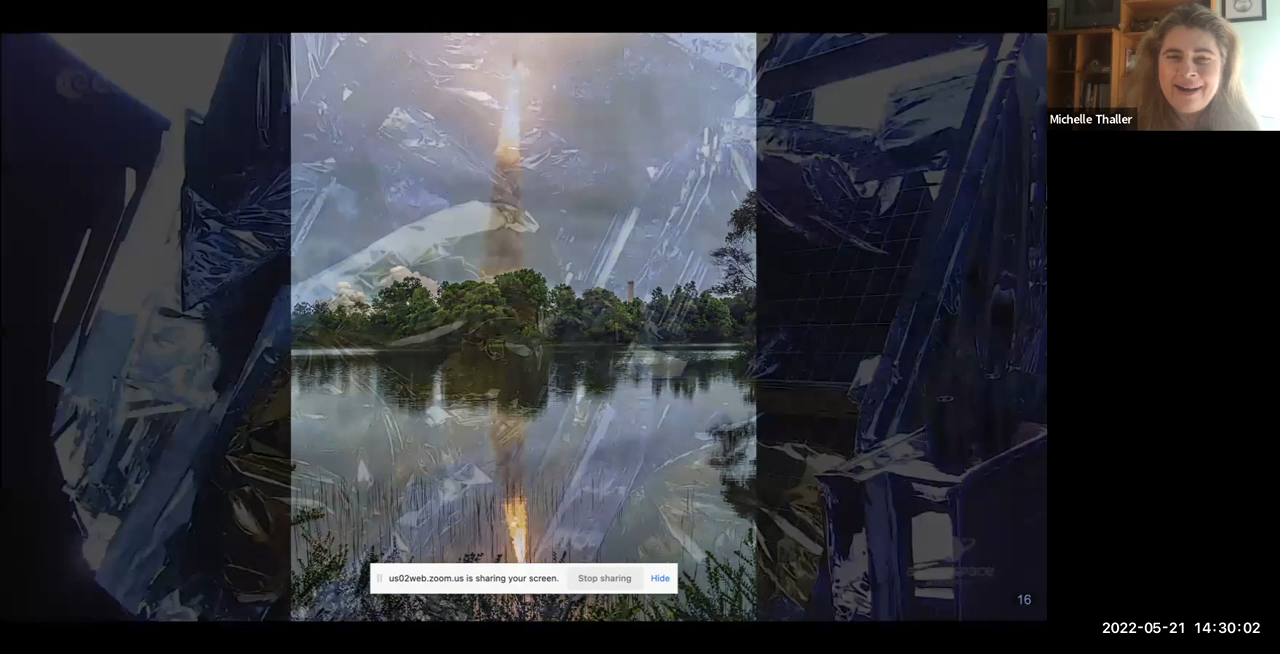 Michelle Thaller
us02web.zoom.us is sharing your screen. Stop sharing Hide
16
2022-05-21 14:30:02